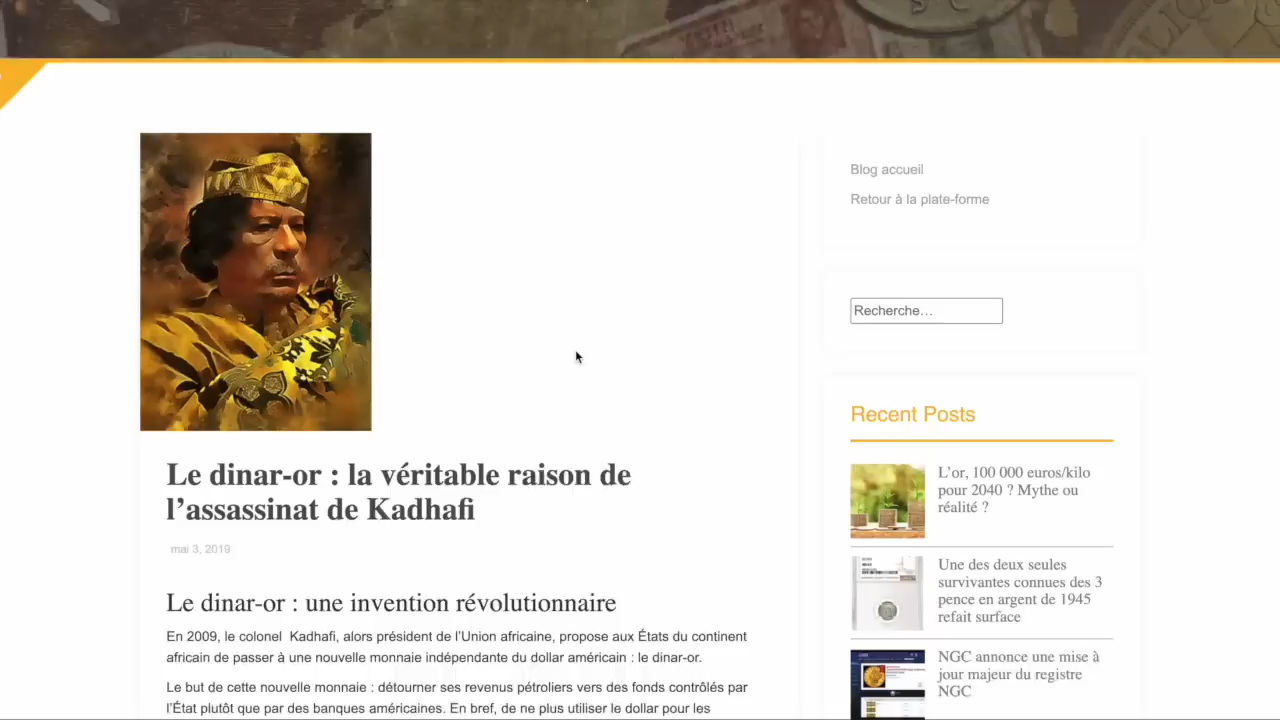 Le dinar-or : la véritable raison de
l’assassinat de Kadhafi
mai 3, 2019
Le dinar-or : une invention révolutionnaire
En 2009, le colonel  Kadhafi, alors président de l’Union africaine, propose aux États du continent
africain de passer à une nouvelle monnaie indépendante du dollar américain : le dinar-or.
Le but de cette nouvelle monnaie : détourner ses revenus pétroliers vers des fonds contrôlés par
l’État plutôt que par des banques américaines. En bref, de ne plus utiliser le dollar pour les
Blog accueil
Retour à la plate-forme
Recherche…
Recent Posts
L’or, 100 000 euros/kilo
pour 2040 ? Mythe ou
réalité ?
Une des deux seules
survivantes connues des 3
pence en argent de 1945
refait surface
NGC annonce une mise à
jour majeur du registre
NGC